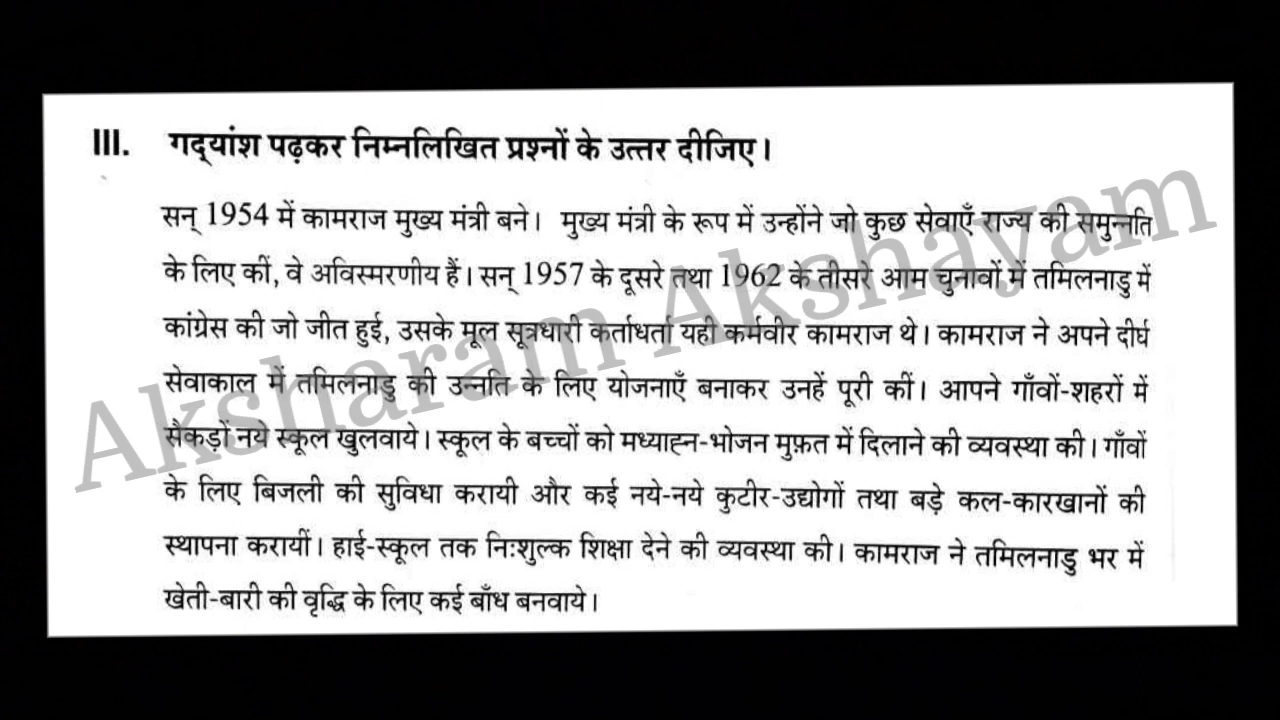 III. गद्यांश पढ़कर निम्नलिखित प्रश्नों के उत्तर दीजिए।
सन् 1954 में कामराज मुख्य मंत्री बने। मुख्य मंत्री के रूप में उन्होंने जो कुछ सेवाएँ राज्य की समुन्नति
के लिए कीं, वे अविस्मरणीय हैं। सन् 1957 के दूसरे तथा 1962 के तीसरे आम चुनावों में तमिलनाडु में
कांग्रेस की जो जीत हुई, उसके मूल सूत्रधारी कर्ताधर्ता यही कर्मवीर कामराज थे। कामराज ने अपने दीर्घ
सेवाकाल में तमिलनाडु की उन्नति के लिए योजनाएँ बनाकर उनहें पूरी कीं। आपने गाँवों-शहरों में
सैकड़ों नये स्कूल खुलवाये। स्कूल के बच्चों को मध्याह्न-भोजन मुफ़त में दिलाने की व्यवस्था की। गाँवों
के लिए बिजली की सुविधा करायी और कई नये-नये कुटीर-उद्योगों तथा बड़े कल-कारखानों की
स्थापना करायीं। हाई-स्कूल तक निःशुल्क शिक्षा देने की व्यवस्था की। कामराज ने तमिलनाडु भर में
खेती-बारी की वृद्धि के लिए कई बाँध बनवाये।
Aksharam Akshayam